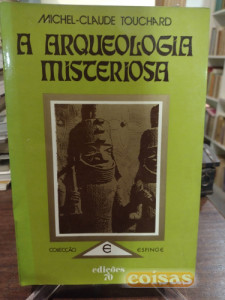 MICHEL-CLAUDE TOUCHARD
A ARQUEOLOGIA
MISTERIOSA
COLECÇÃO
E
ESFINGE
edições
70
coisas